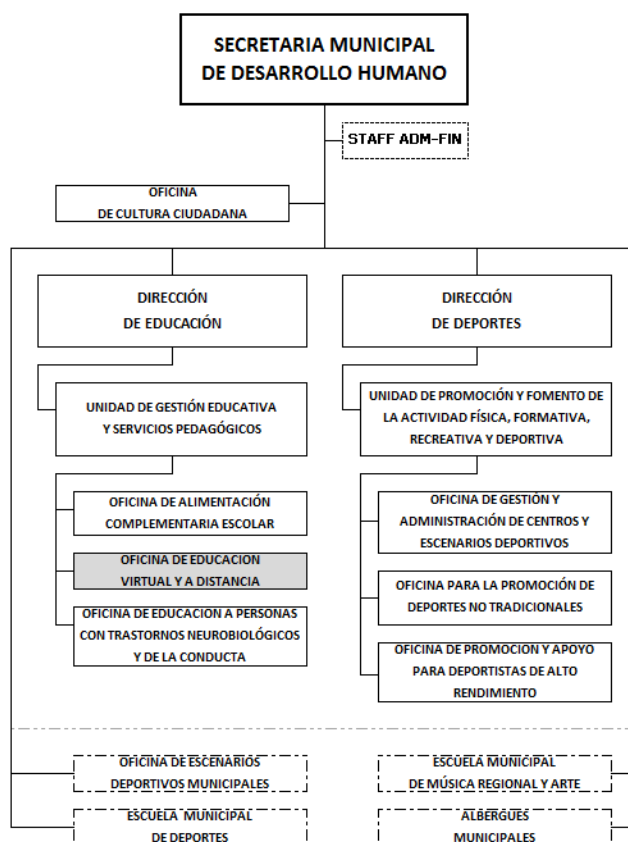 SECRETARIA MUNICIPAL
DE DESARROLLO HUMANO
STAFF ADM-FIN
OFICINA
DE CULTURA CIUDADANA
DIRECCIÓN
DE EDUCACIÓN
DIRECCIÓN
DE DEPORTES
UNIDAD DE GESTIÓN EDUCATIVA
Y SERVICIOS PEDAGÓGICOS
UNIDAD DE PROMOCIÓN Y FOMENTO DE
LA ACTIVIDAD FÍSICA, FORMATIVA,
RECREATIVA Y DEPORTIVA
OFICINA DE ALIMENTACIÓN
COMPLEMENTARIA ESCOLAR
OFICINA DE EDUCACION
VIRTUAL Y A DISTANCIA
OFICINA DE EDUCACION A PERSONAS
CON TRASTORNOS NEUROBIOLÓGICOS
Y DE LA CONDUCTA
OFICINA DE GESTIÓN Y
ADMINISTRACIÓN DE CENTROS Y
ESCENARIOS DEPORTIVOS
OFICINA PARA LA PROMOCIÓN DE
DEPORTES NO TRADICIONALES
OFICINA DE PROMOCION Y APOYO
PARA DEPORTISTAS DE ALTO
RENDIMIENTO
OFICINA DE ESCENARIOS
DEPORTIVOS MUNICIPALES
ESCUELA MUNICIPAL
DE MÚSICA REGIONAL Y ARTE
ESCUELA MUNICIPAL
DE DEPORTES
ALBERGUES
MUNICIPALES